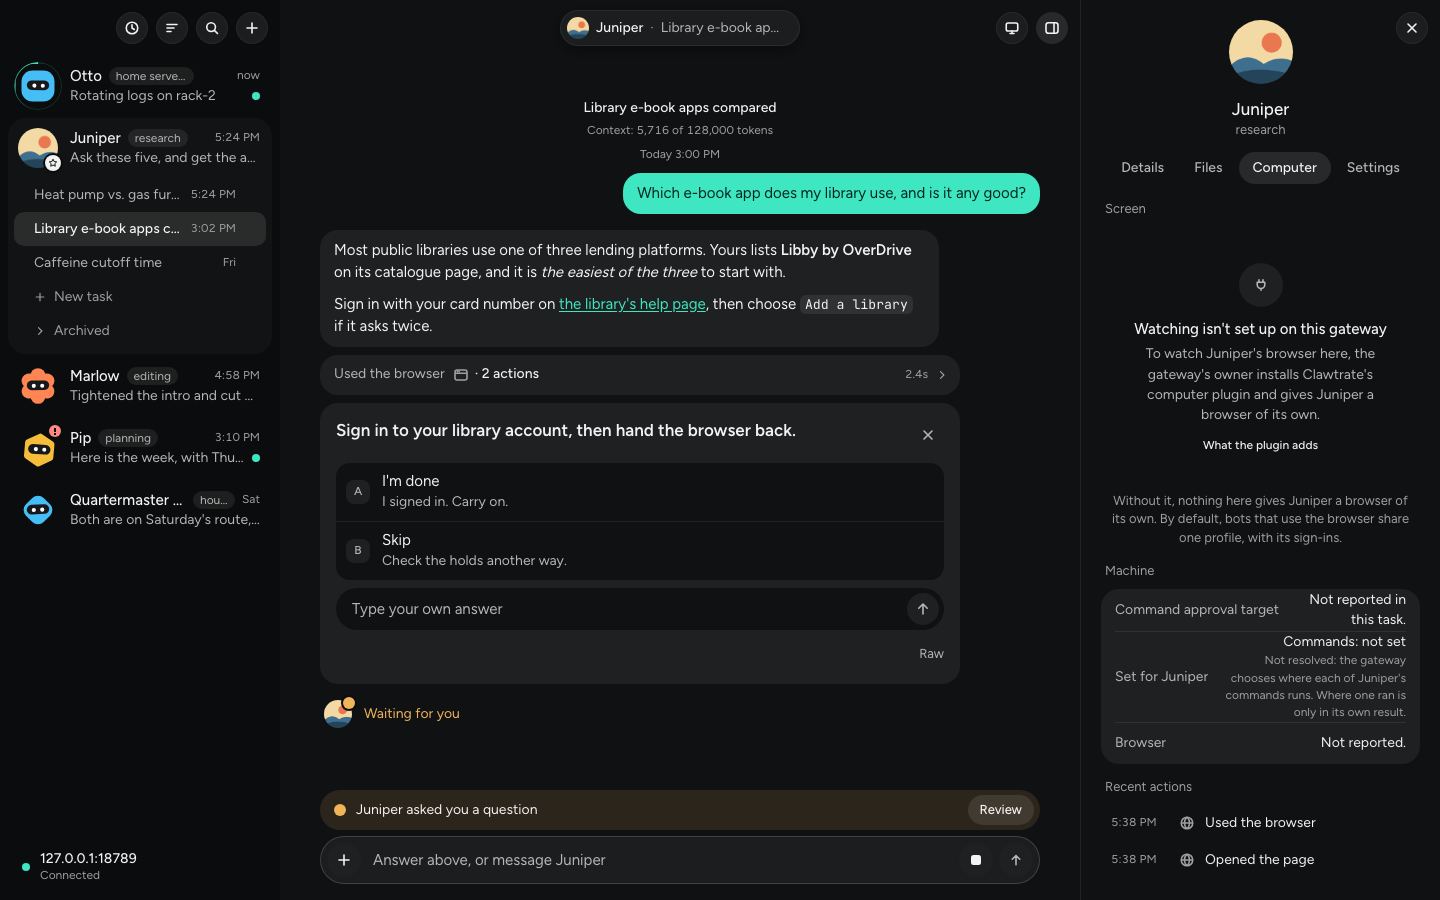 Otto home serve... now
Rotating logs on rack-2
Juniper research 5:24 PM
Ask these five, and get the a...
Heat pump vs. gas fur... 5:24 PM
Library e-book apps c... 3:02 PM
Caffeine cutoff time Fri
New task
Archived
Marlow editing 4:58 PM
Tightened the intro and cut ...
Pip planning 3:10 PM
Here is the week, with Thu...
Quartermaster ... hou... Sat
Both are on Saturday's route,...
127.0.0.1:18789
Connected
Juniper · Library e-book ap...
Library e-book apps compared
Context: 5,716 of 128,000 tokens
Today 3:00 PM
Which e-book app does my library use, and is it any good?
Most public libraries use one of three lending platforms. Yours lists Libby by OverDrive
on its catalogue page, and it is the easiest of the three to start with.
Sign in with your card number on the library's help page, then choose Add a library
if it asks twice.
Used the browser · 2 actions 2.4s
Sign in to your library account, then hand the browser back.
A I'm done
I signed in. Carry on.
B Skip
Check the holds another way.
Type your own answer
Raw
Waiting for you
Juniper asked you a question Review
Answer above, or message Juniper
Juniper
research
Details Files Computer Settings
Screen
Watching isn't set up on this gateway
To watch Juniper's browser here, the
gateway's owner installs Clawtrate's
computer plugin and gives Juniper a
browser of its own.
What the plugin adds
Without it, nothing here gives Juniper a browser of
its own. By default, bots that use the browser share
one profile, with its sign-ins.
Machine
Command approval target Not reported in
this task.
Set for Juniper Commands: not set
Not resolved: the gateway
chooses where each of Juniper's
commands runs. Where one ran is
only in its own result.
Browser Not reported.
Recent actions
5:38 PM Used the browser
5:38 PM Opened the page